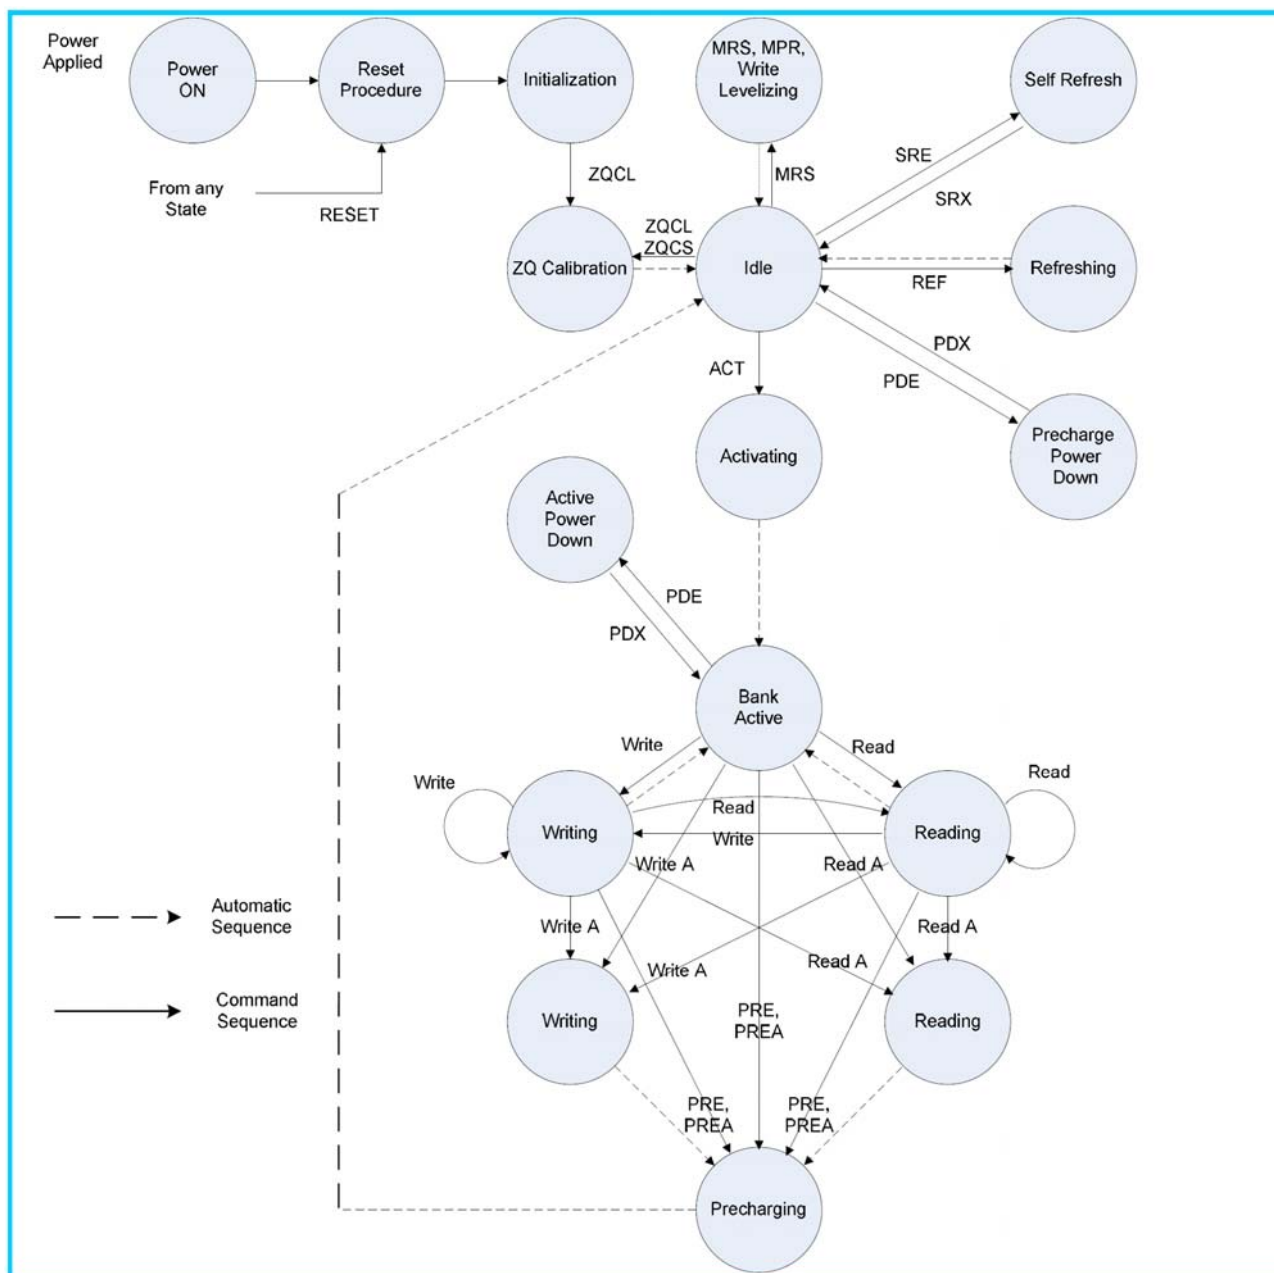 Power
Applied
Power
ON
Reset
Procedure
Initialization
MRS, MPR,
Write
Levelizing
Self Refresh
From any
State
RESET
ZQCL
MRS
SRE
SRX
ZQCL
ZQCS
ZQ Calibration
Idle
REF
Refreshing
ACT
PDX
PDE
Activating
Precharge
Power
Down
Active
Power
Down
PDE
PDX
Bank
Active
Write
Read
Write
Read
Writing
Read
Write
Reading
Write A
Read A
Automatic
Sequence
Write A
Read A
Write A
Read A
Command
Sequence
Writing
PRE,
PREA
Reading
PRE,
PREA
PRE,
PREA
Precharging